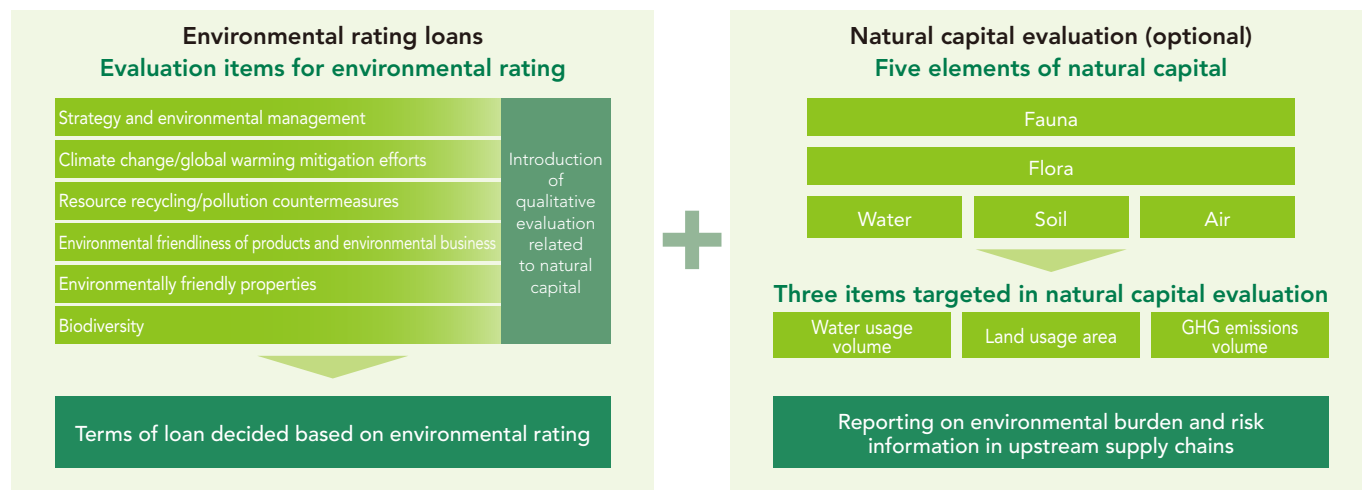 Environmental rating loans
Evaluation items for environmental rating
Strategy and environmental management
Climate change/global warming mitigation efforts
Resource recycling/pollution countermeasures
Environmental friendliness of products and environmental business
Environmentally friendly properties
Biodiversity
Introduction
of
qualitative
evaluation
related
to natural
capital
Terms of loan decided based on environmental rating
Natural capital evaluation (optional)
Five elements of natural capital
Fauna
Flora
Water
Soil
Air
Three items targeted in natural capital evaluation
Water usage
volume
Land usage area
GHG emissions
volume
Reporting on environmental burden and risk
information in upstream supply chains